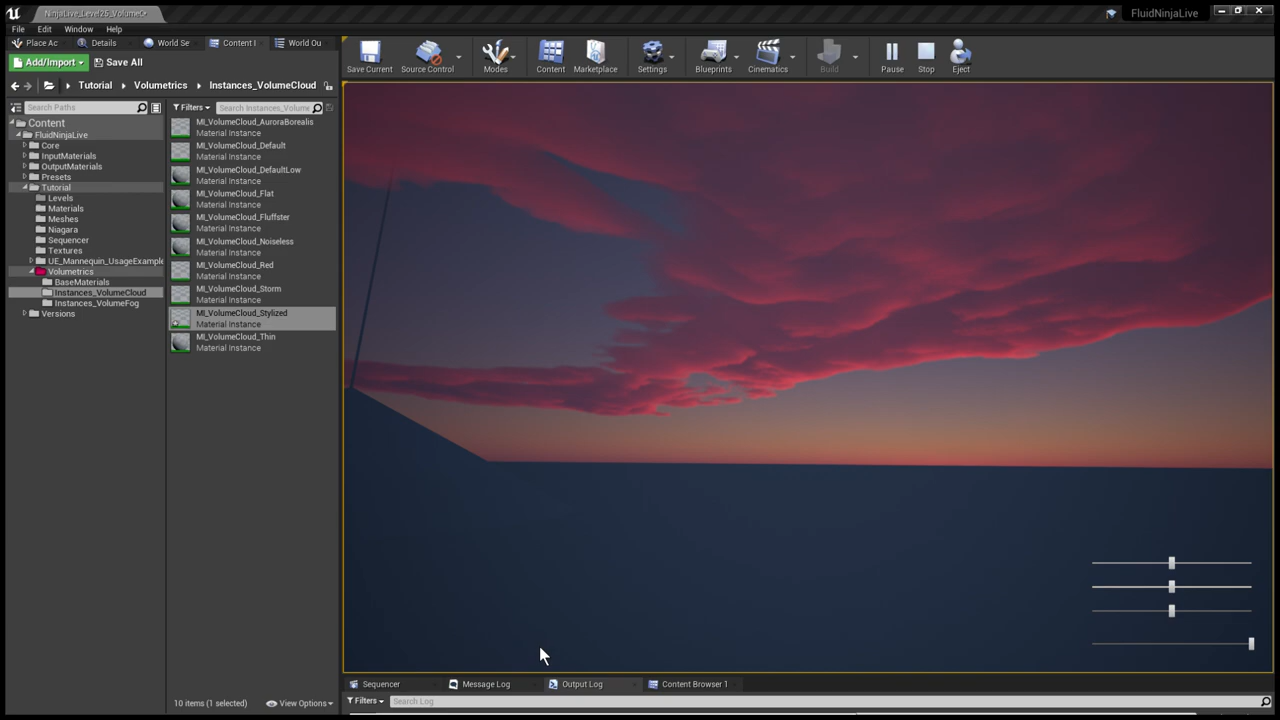 NinjaLive_Level25_VolumeC
FluidNinjaLive
File Edit Window Help
Place Ac Details World Se Content I World Ou
Add/Import Save All
Save Current Source Control Modes Content Marketplace Settings Blueprints Cinematics Build Pause Stop Eject
Tutorial Volumetrics Instances_VolumeCloud
Search Paths
Filters Search Instances_Volume
Content
FluidNinjaLive
Core
InputMaterials
OutputMaterials
Presets
Tutorial
Levels
Materials
Meshes
Niagara
Sequencer
Textures
UE_Mannequin_UsageExample
Volumetrics
BaseMaterials
Instances_VolumeCloud
Instances_VolumeFog
Versions
MI_VolumeCloud_AuroraBorealis
Material Instance
MI_VolumeCloud_Default
Material Instance
MI_VolumeCloud_DefaultLow
Material Instance
MI_VolumeCloud_Flat
Material Instance
MI_VolumeCloud_Fluffster
Material Instance
MI_VolumeCloud_Noiseless
Material Instance
MI_VolumeCloud_Red
Material Instance
MI_VolumeCloud_Storm
Material Instance
MI_VolumeCloud_Stylized
Material Instance
MI_VolumeCloud_Thin
Material Instance
10 items (1 selected) View Options
Sequencer Message Log Output Log Content Browser 1
Filters Search Log